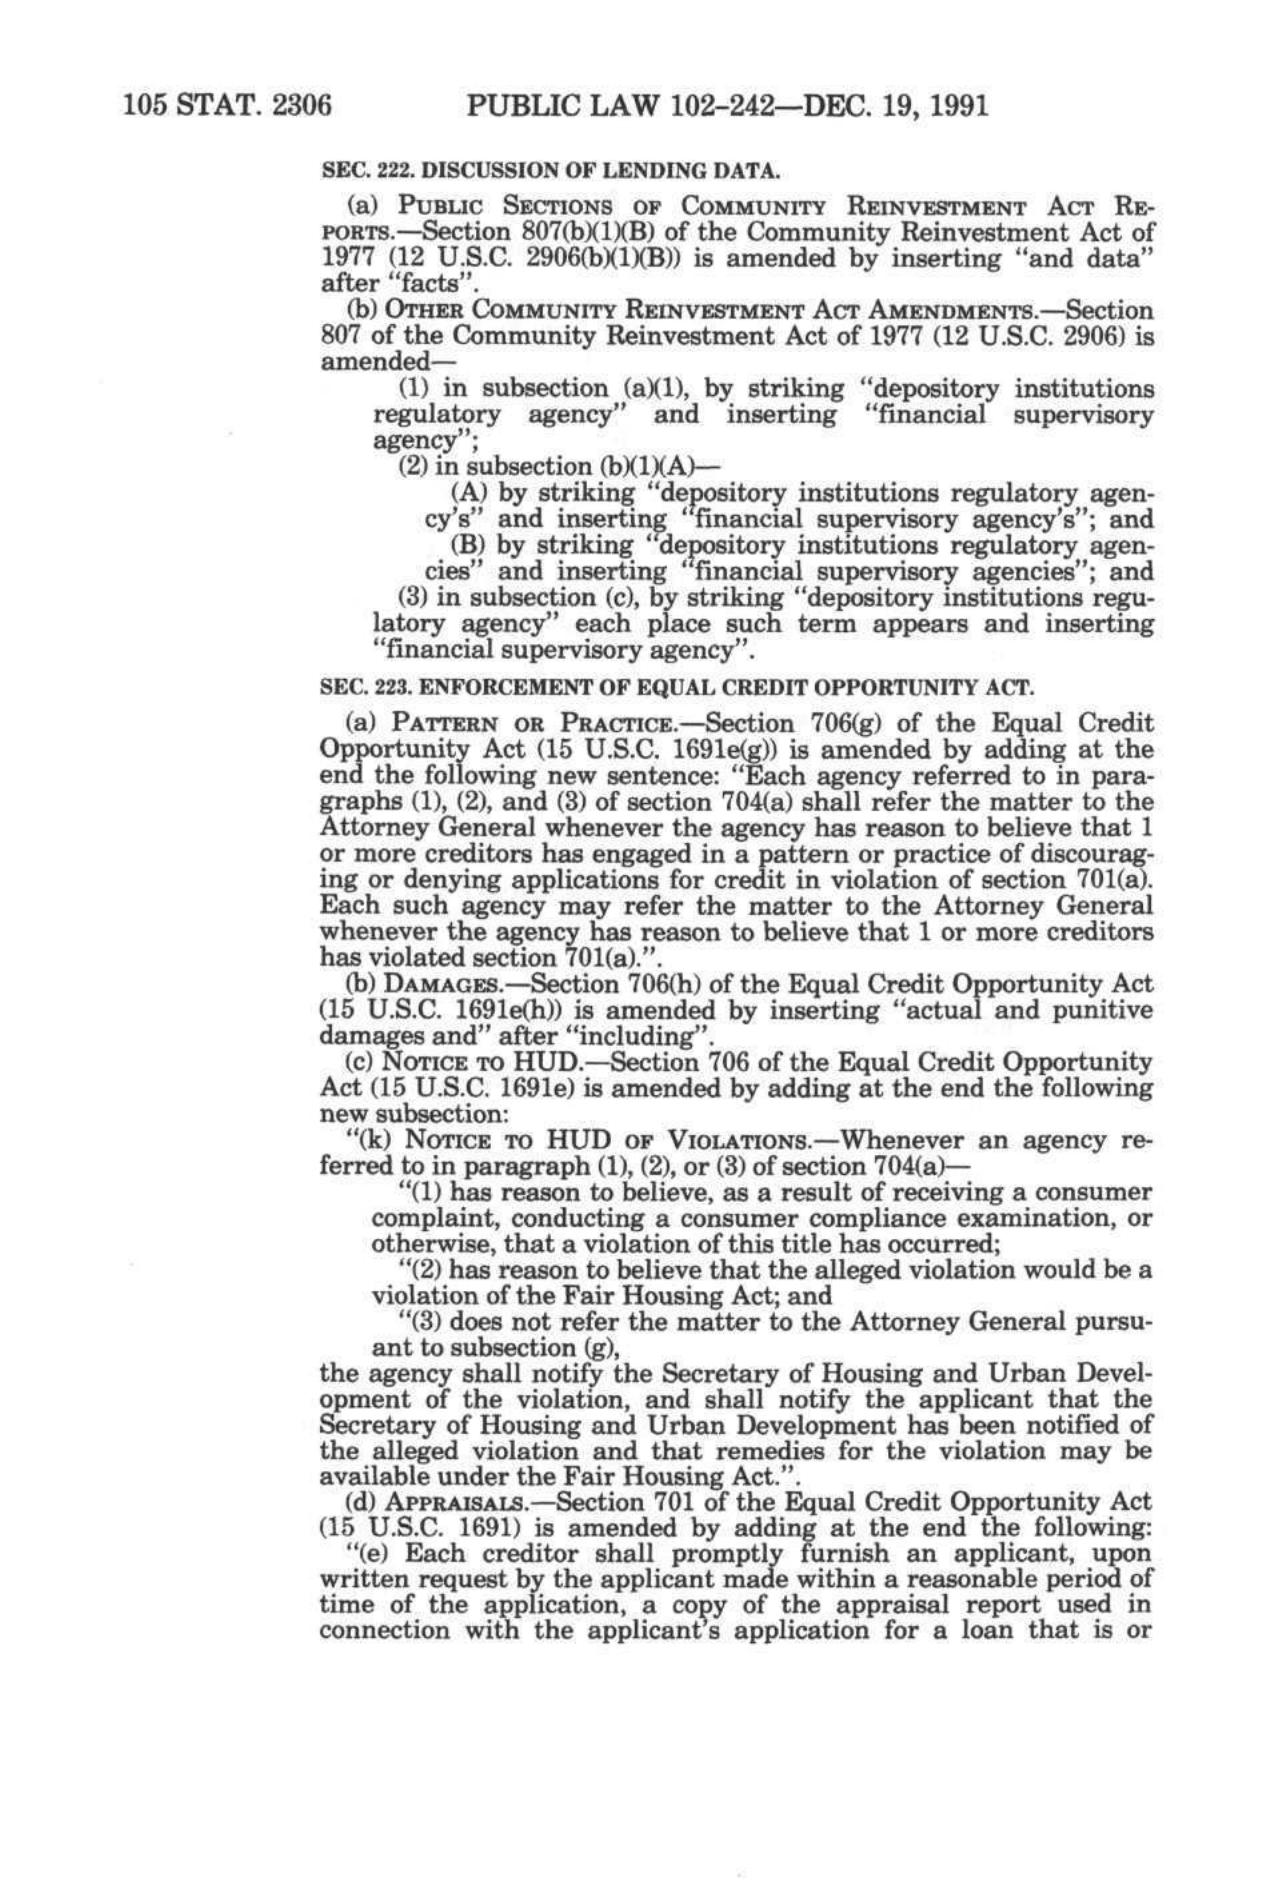 105 STAT. 2306 PUBLIC LAW 102-242—DEC. 19, 1991
SEC. 222. DISCUSSION OF LENDING DATA.
(a) PUBLIC SECTIONS OF COMMUNITY REINVESTMENT ACT RE-
PORTS.—Section 807(b)(1)(B) of the Community Reinvestment Act of
1977 (12 U.S.C. 2906(b)(1)(B)) is amended by inserting "and data"
after "facts".
(b) OTHER COMMUNITY REINVESTMENT ACT AMENDMENTS.—Section
807 of the Community Reinvestment Act of 1977 (12 U.S.C. 2906) is
amended—
(1) in subsection (a)(1), by striking "depository institutions
regulatory agency" and inserting "financial supervisory
agency";
(2) in subsection (b)(1)(A)—
(A) by striking "depository institutions regulatory agen-
cy's" and inserting "financial supervisory agency's"; and
(B) by striking "depository institutions regulatory agen-
cies" and inserting "financial supervisory agencies"; and
(3) in subsection (c), by striking "depository institutions regu-
latory agency" each place such term appears and inserting
"financial supervisory agency".
SEC. 223. ENFORCEMENT OF EQUAL CREDIT OPPORTUNITY ACT.
(a) PATTERN OR PRACTICE.—Section 706(g) of the Equal Credit
Opportunity Act (15 U.S.C. 1691e(g)) is amended by adding at the
end the following new sentence: "Each agency referred to in para-
graphs (1), (2), and (3) of section 704(a) shall refer the matter to the
Attorney General whenever the agency has reason to believe that 1
or more creditors has engaged in a pattern or practice of discourag-
ing or denying applications for credit in violation of section 701(a).
Each such agency may refer the matter to the Attorney General
whenever the agency has reason to believe that 1 or more creditors
has violated section 701(a).".
(b) DAMAGES.—Section 706(h) of the Equal Credit Opportunity Act
(15 U.S.C. 1691e(h)) is amended by inserting "actual and punitive
damages and" after "including".
(c) NOTICE TO HUD.—Section 706 of the Equal Credit Opportunity
Act (15 U.S.C. 1691e) is amended by adding at the end the following
new subsection:
"(k) NOTICE TO HUD OF VIOLATIONS.—Whenever an agency re-
ferred to in paragraph (1), (2), or (3) of section 704(a)—
"(1) has reason to believe, as a result of receiving a consumer
complaint, conducting a consumer compliance examination, or
otherwise, that a violation of this title has occurred;
"(2) has reason to believe that the alleged violation would be a
violation of the Fair Housing Act; and
"(3) does not refer the matter to the Attorney General pursu-
ant to subsection (g),
the agency shall notify the Secretary of Housing and Urban Devel-
opment of the violation, and shall notify the applicant that the
Secretary of Housing and Urban Development has been notified of
the alleged violation and that remedies for the violation may be
available under the Fair Housing Act.".
(d) APPRAISALS.—Section 701 of the Equal Credit Opportunity Act
(15 U.S.C. 1691) is amended by adding at the end the following:
"(e) Each creditor shall promptly furnish an applicant, upon
written request by the applicant made within a reasonable period of
time of the application, a copy of the appraisal report used in
connection with the applicant's application for a loan that is or